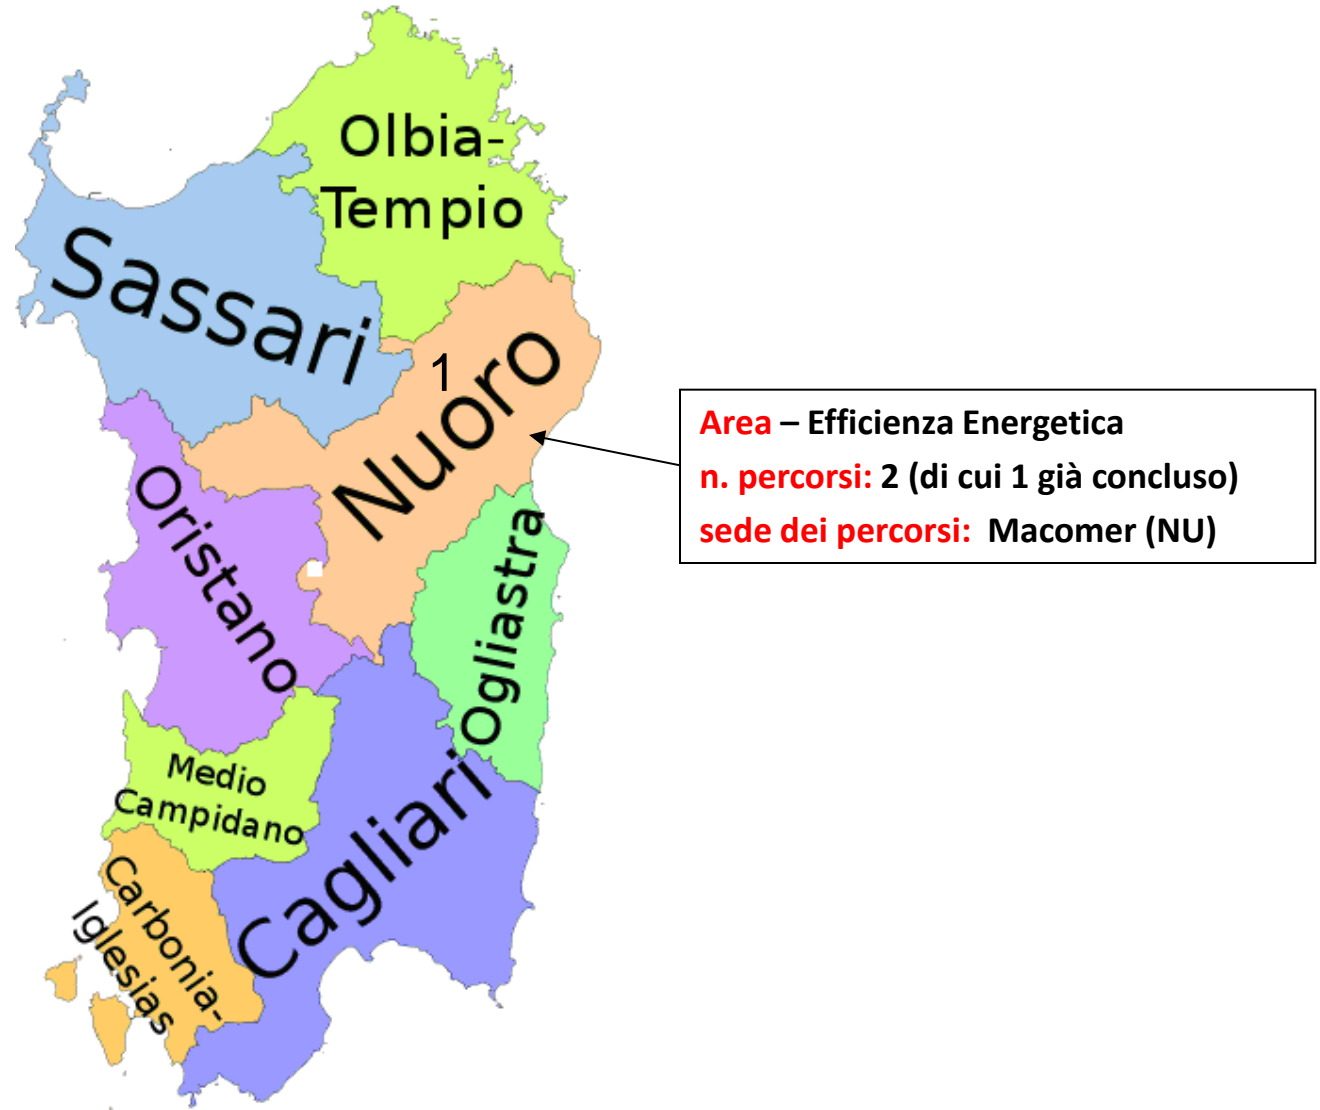 Olbia-
Tempio
Sassari
1
Nuoro
Area – Efficienza Energetica
n. percorsi: 2 (di cui 1 già concluso)
sede dei percorsi: Macomer (NU)
Oristano
Ogliastra
Medio
Campidano
Cagliari
Carbonia-
Iglesias